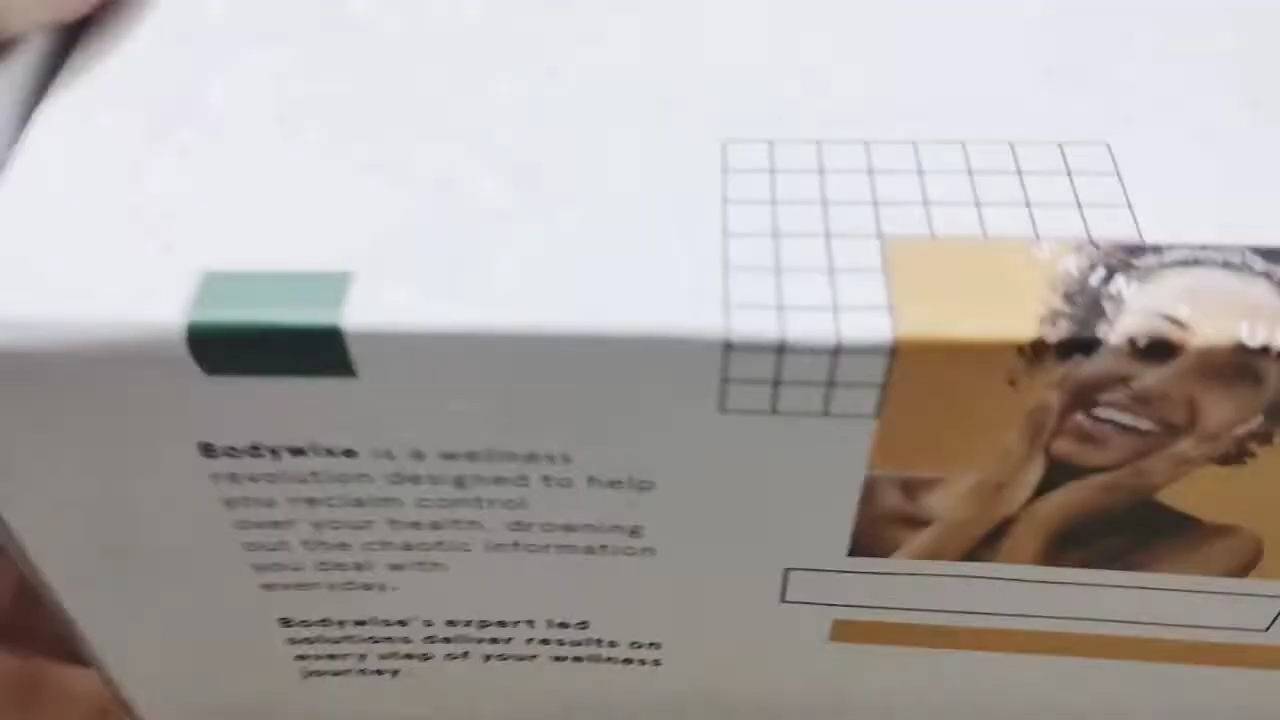 Bodywise is a wellness
revolution designed to help
you reclaim control
over your health, drowning
out the chaotic information
you deal with
everyday.
Bodywise's expert led
solutions deliver results on
every step of your wellness
journey.